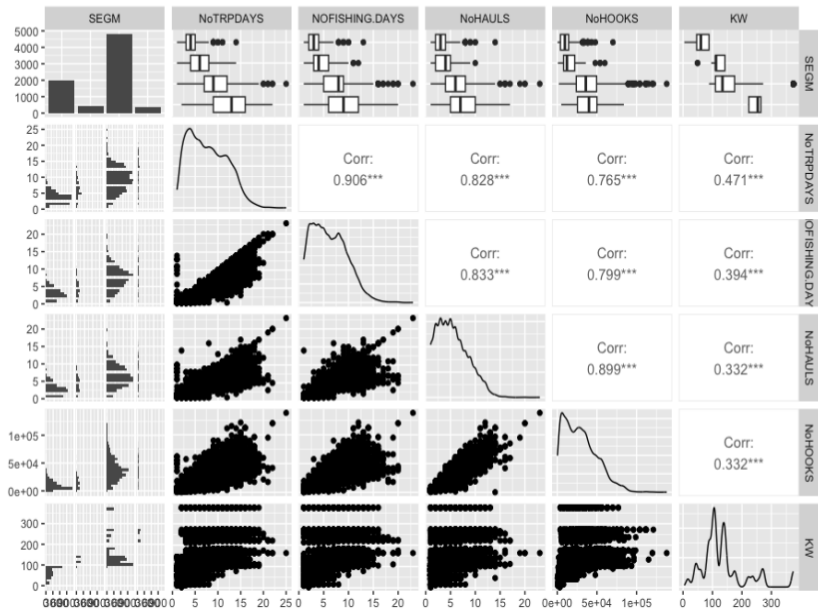 SEGM NoTRPDAYS NOFISHING.DAYS NoHAULS NoHOOKS KW
5000
4000
3000
2000
1000
0
SEGM
25
20
15
10
5
0
Corr:
0.906***
Corr:
0.828***
Corr:
0.765***
Corr:
0.471***
NoTRPDAYS
20
15
10
5
0
Corr:
0.833***
Corr:
0.799***
Corr:
0.394***
OFISHING.DAY
20
15
10
5
0
Corr:
0.899***
Corr:
0.332***
NoHAULS
1e+05
5e+04
0e+00
Corr:
0.332***
NoHOOKS
300
200
100
0
KW
0 5 10 15 20 25 0 5 10 15 20 0 5 10 15 20 0e+00 5e+04 1e+05 0 100 200 300